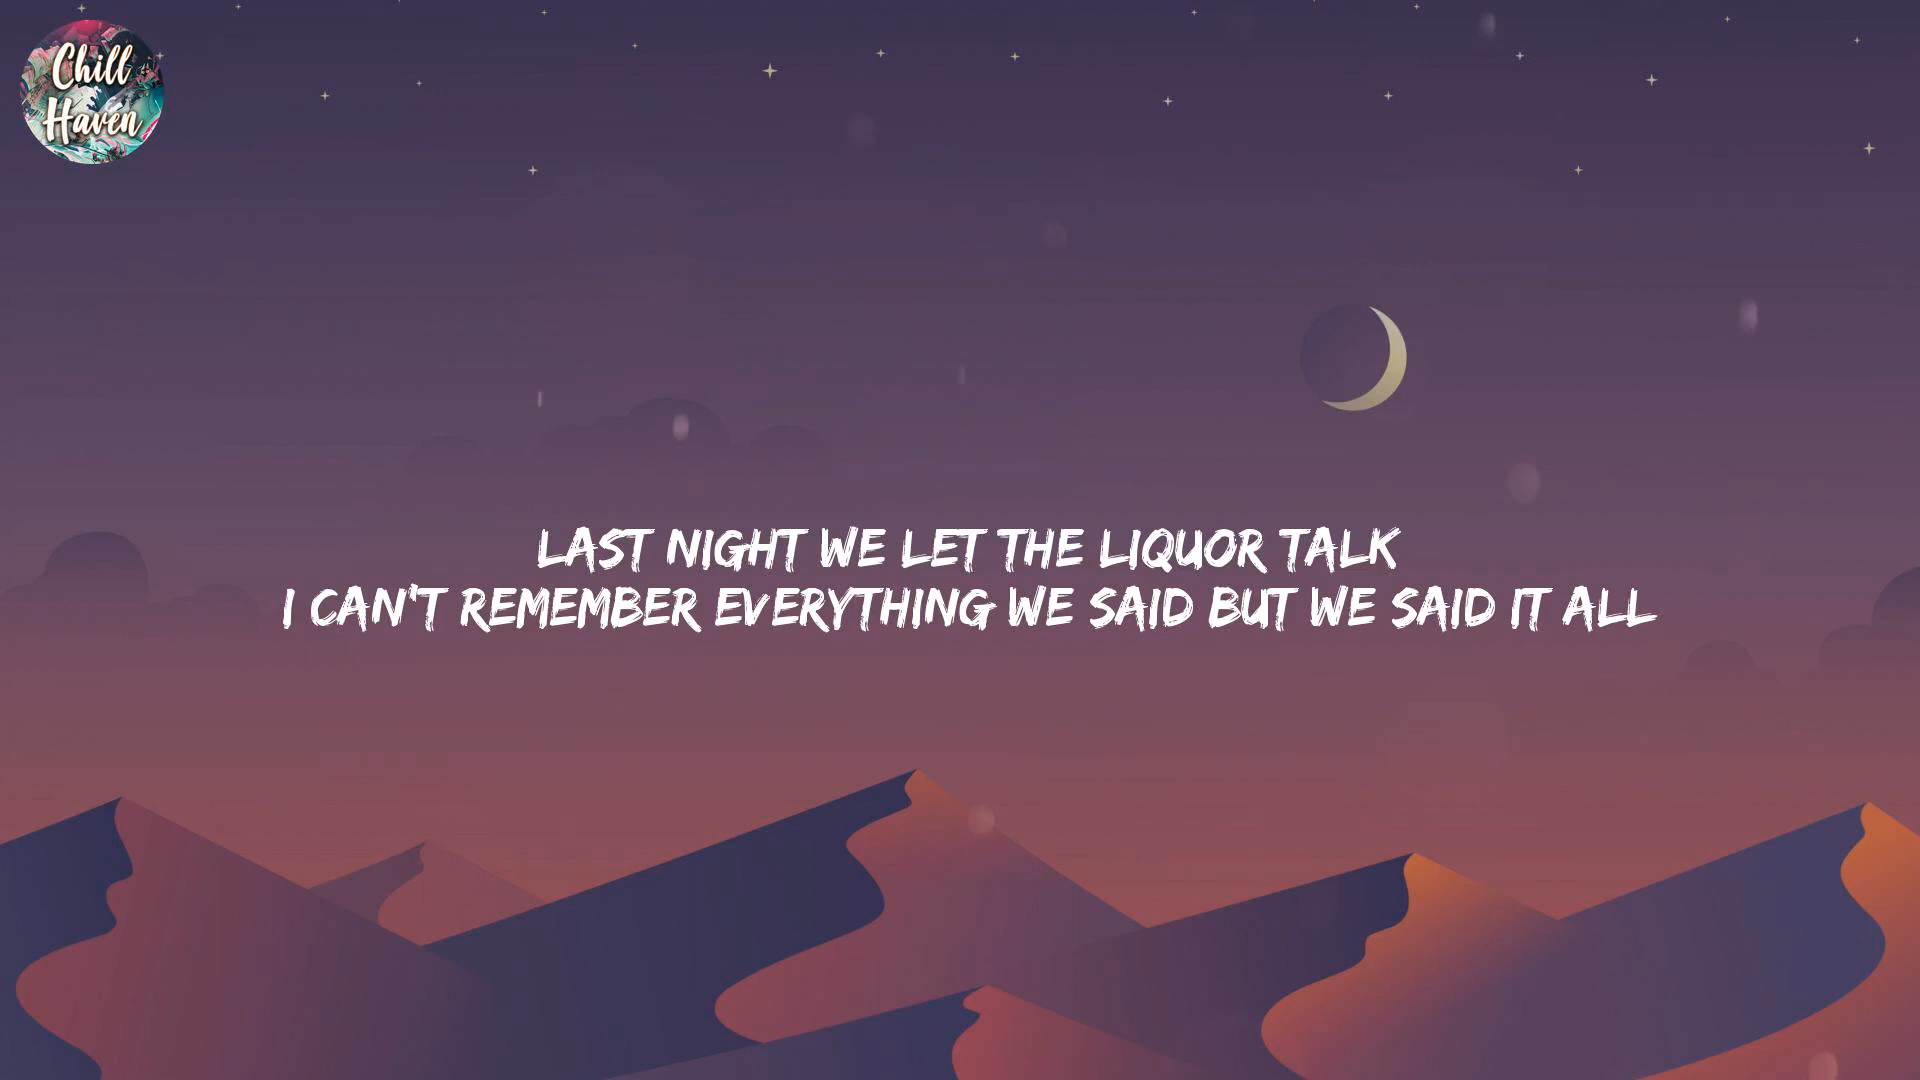 Chill
Haven
LAST NIGHT WE LET THE LIQUOR TALK
I CAN'T REMEMBER EVERYTHING WE SAID BUT WE SAID IT ALL